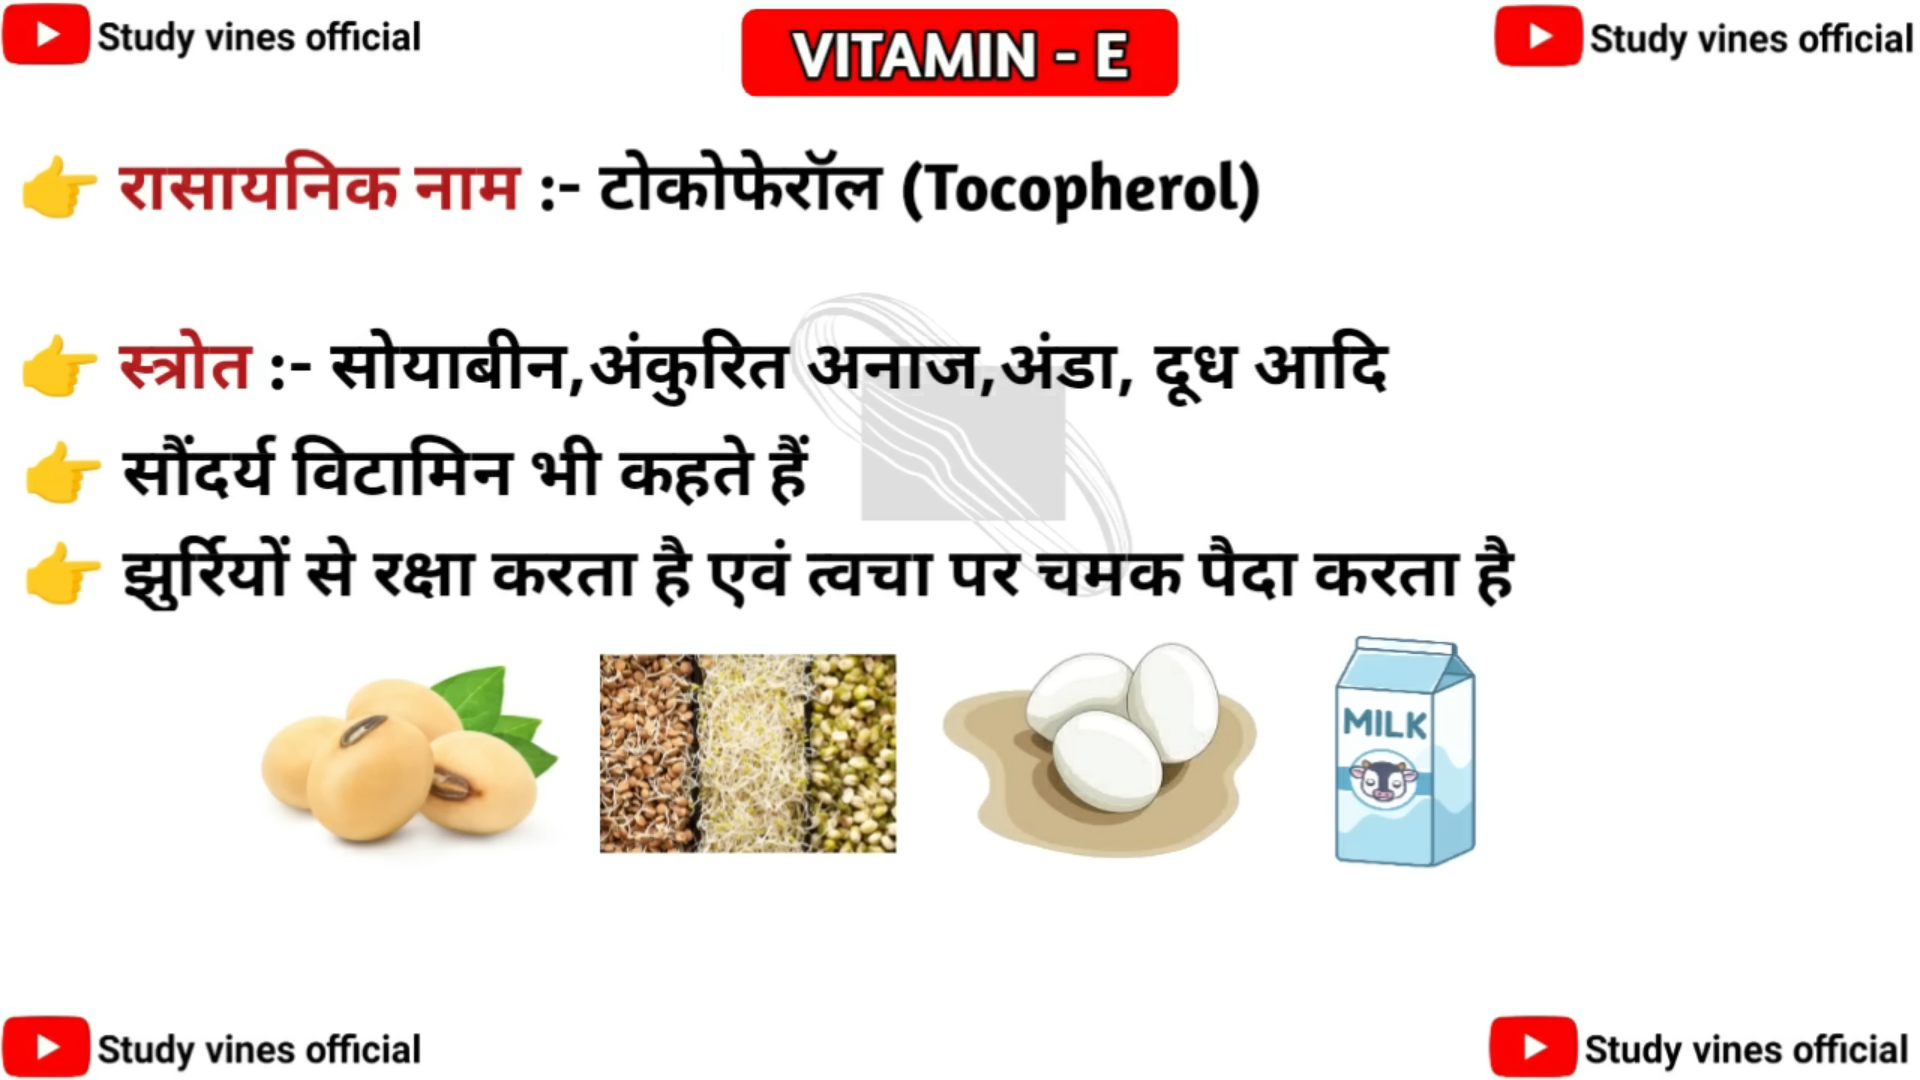 Study vines official
VITAMIN - E
Study vines official
👉 रासायनिक नाम :- टोकोफेरॉल (Tocopherol)
👉 स्त्रोत :- सोयाबीन,अंकुरित अनाज,अंडा, दूध आदि
👉 सौंदर्य विटामिन भी कहते हैं
👉 झुर्रियों से रक्षा करता है एवं त्वचा पर चमक पैदा करता है
MILK
Study vines official
Study vines official